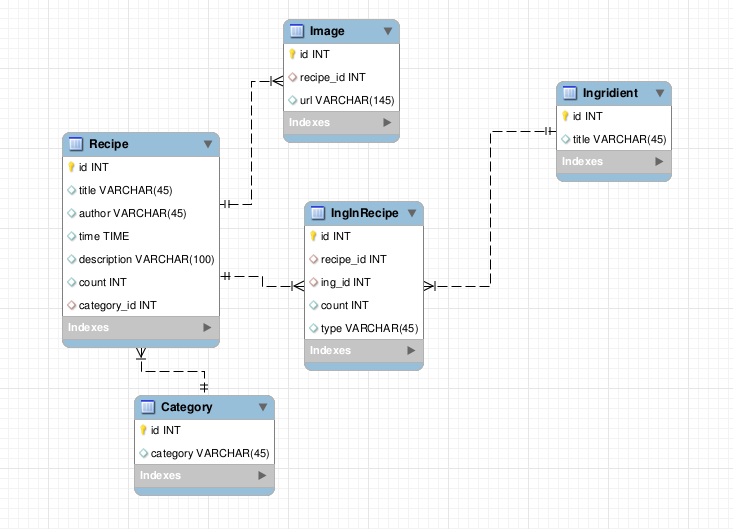 Image
id INT
recipe_id INT
url VARCHAR(145)
Indexes
Ingridient
id INT
title VARCHAR(45)
Indexes
Recipe
id INT
title VARCHAR(45)
author VARCHAR(45)
time TIME
description VARCHAR(100)
count INT
category_id INT
Indexes
IngInRecipe
id INT
recipe_id INT
ing_id INT
count INT
type VARCHAR(45)
Indexes
Category
id INT
category VARCHAR(45)
Indexes